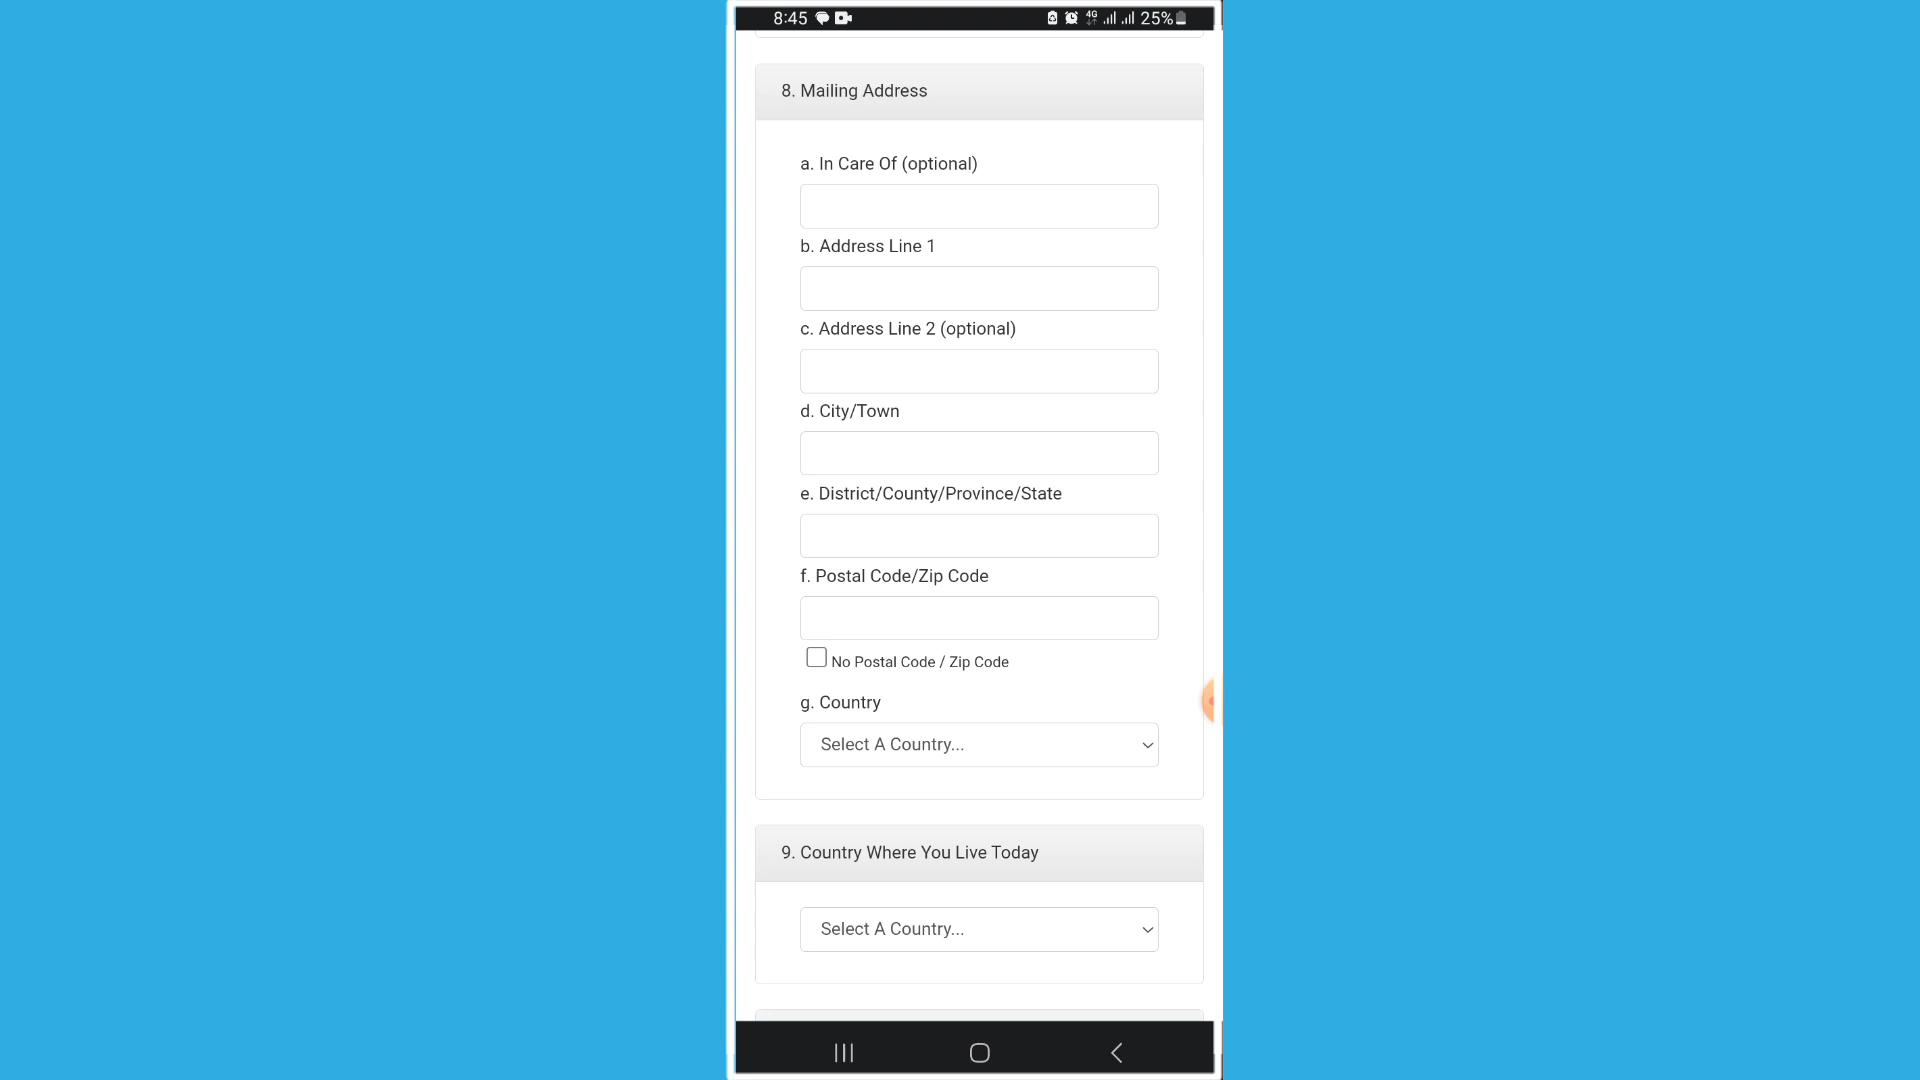 8:45 4G 25%
8. Mailing Address
a. In Care Of (optional)
b. Address Line 1
c. Address Line 2 (optional)
d. City/Town
e. District/County/Province/State
f. Postal Code/Zip Code
No Postal Code / Zip Code
g. Country
Select A Country...
9. Country Where You Live Today
Select A Country...